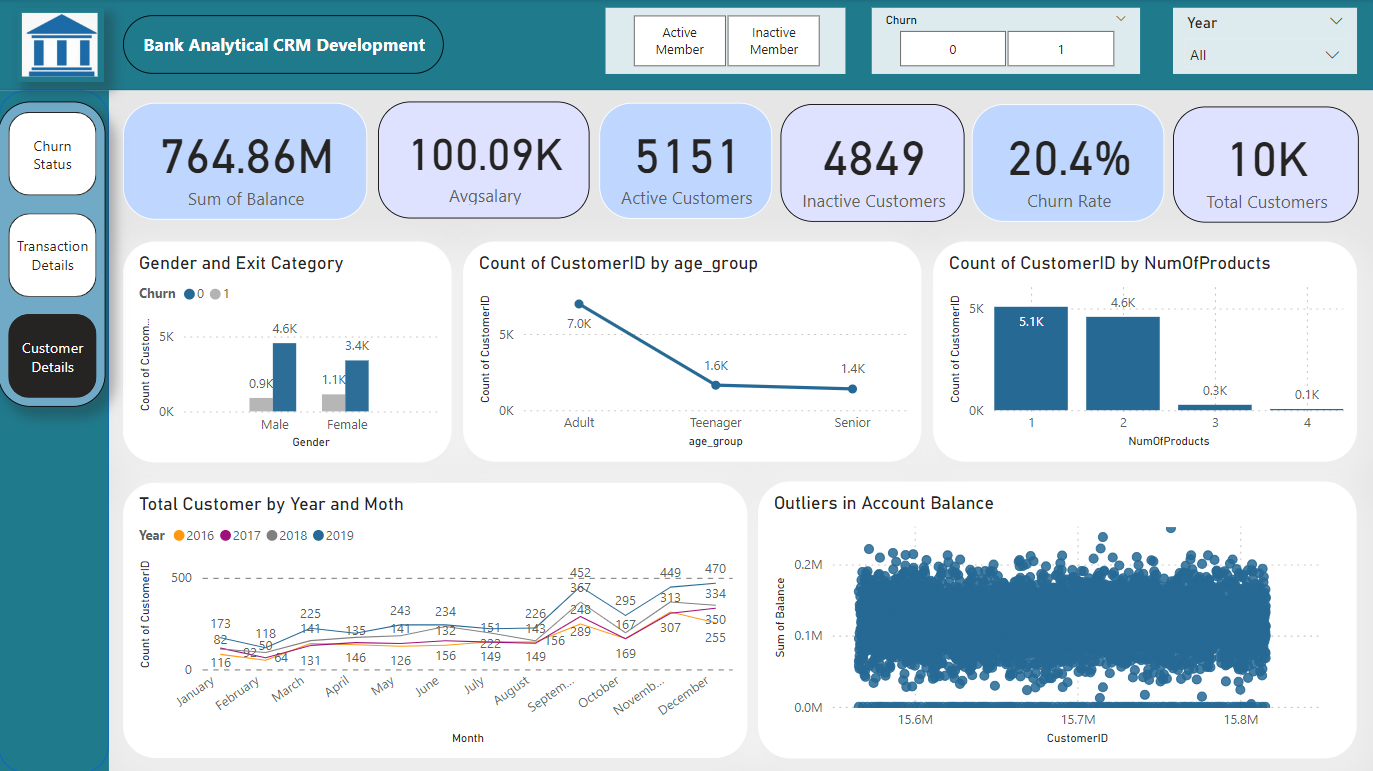 Bank Analytical CRM Development
Active
Member
Inactive
Member
Churn
0
1
Year
All
Churn
Status
Transaction
Details
Customer
Details
764.86M
Sum of Balance
100.09K
Avgsalary
5151
Active Customers
4849
Inactive Customers
20.4%
Churn Rate
10K
Total Customers
Gender and Exit Category
Churn 0 1
Count of Custom...
5K
0K
0.9K
4.6K
1.1K
3.4K
Male
Female
Gender
Count of CustomerID by age_group
Count of CustomerID
5K
0K
7.0K
1.6K
1.4K
Adult
Teenager
Senior
age_group
Count of CustomerID by NumOfProducts
Count of CustomerID
5K
0K
5.1K
4.6K
0.3K
0.1K
1
2
3
4
NumOfProducts
Total Customer by Year and Moth
Year 2016 2017 2018 2019
Count of CustomerID
500
0
173
82
116
118
50
92
64
225
141
131
135
146
243
141
126
234
132
156
151
222
149
226
143
156
149
452
367
248
289
295
167
169
449
313
307
470
334
350
255
January
February
March
April
May
June
July
August
Septem...
October
Novemb...
December
Month
Outliers in Account Balance
Sum of Balance
0.2M
0.1M
0.0M
15.6M
15.7M
15.8M
CustomerID